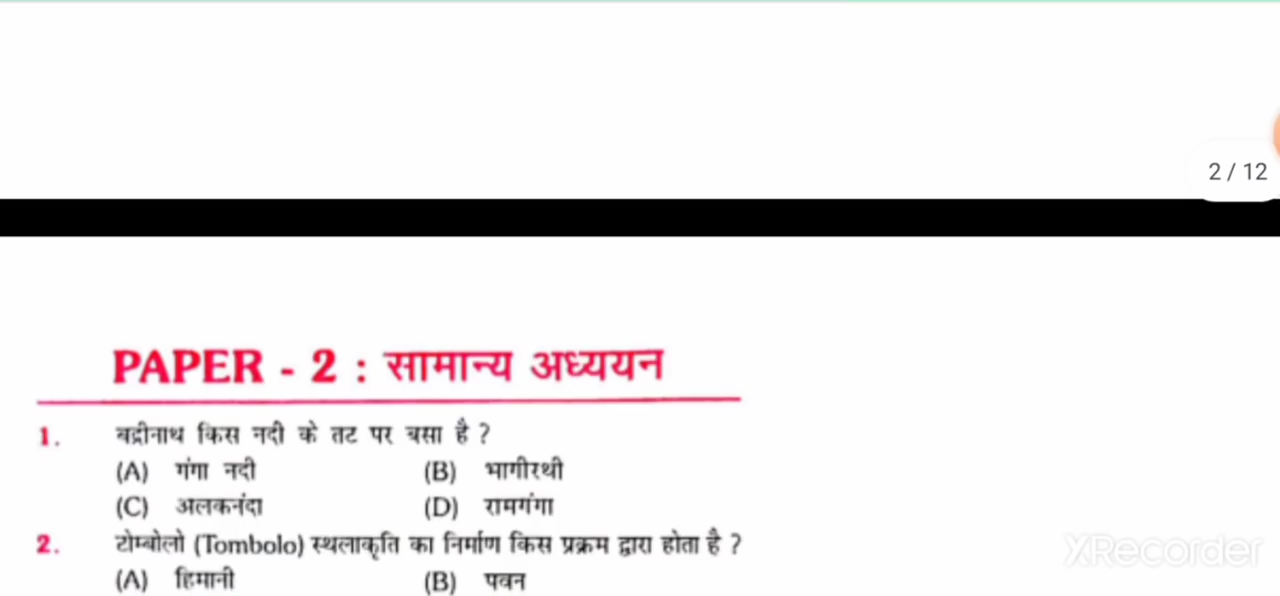 2 / 12
PAPER - 2 : सामान्य अध्ययन
1. बद्रीनाथ किस नदी के तट पर बसा है ?
(A) गंगा नदी (B) भागीरथी
(C) अलकनंदा (D) रामगंगा
2. टोम्बोलो (Tombolo) स्थलाकृति का निर्माण किस प्रक्रम द्वारा होता है ?
XRecorder
(A) हिमानी (B) पवन